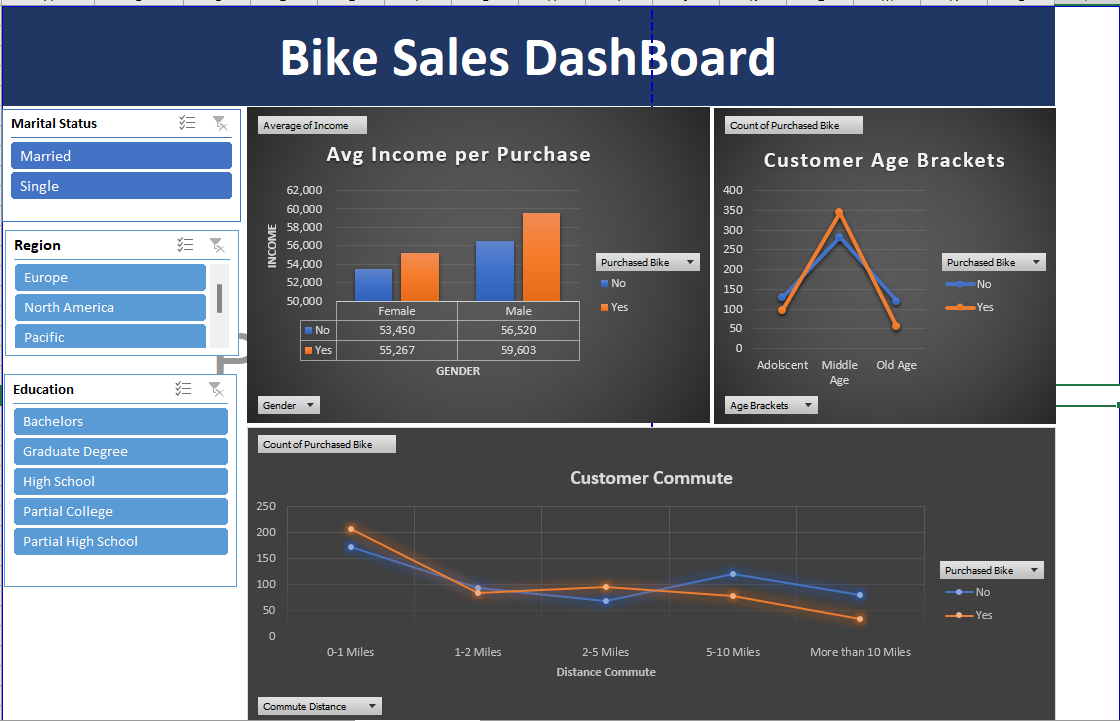 Bike Sales DashBoard
Marital Status
Married
Single
Region
Europe
North America
Pacific
Education
Bachelors
Graduate Degree
High School
Partial College
Partial High School
Average of Income
Avg Income per Purchase
62,000
60,000
58,000
56,000
54,000
52,000
50,000
INCOME
Female Male
No 53,450 56,520
Yes 55,267 59,603
GENDER
Purchased Bike
No
Yes
Gender
Count of Purchased Bike
Customer Age Brackets
400
350
300
250
200
150
100
50
0
Adolscent Middle Age Old Age
Purchased Bike
No
Yes
Age Brackets
Count of Purchased Bike
Customer Commute
250
200
150
100
50
0
0-1 Miles 1-2 Miles 2-5 Miles 5-10 Miles More than 10 Miles
Distance Commute
Purchased Bike
No
Yes
Commute Distance